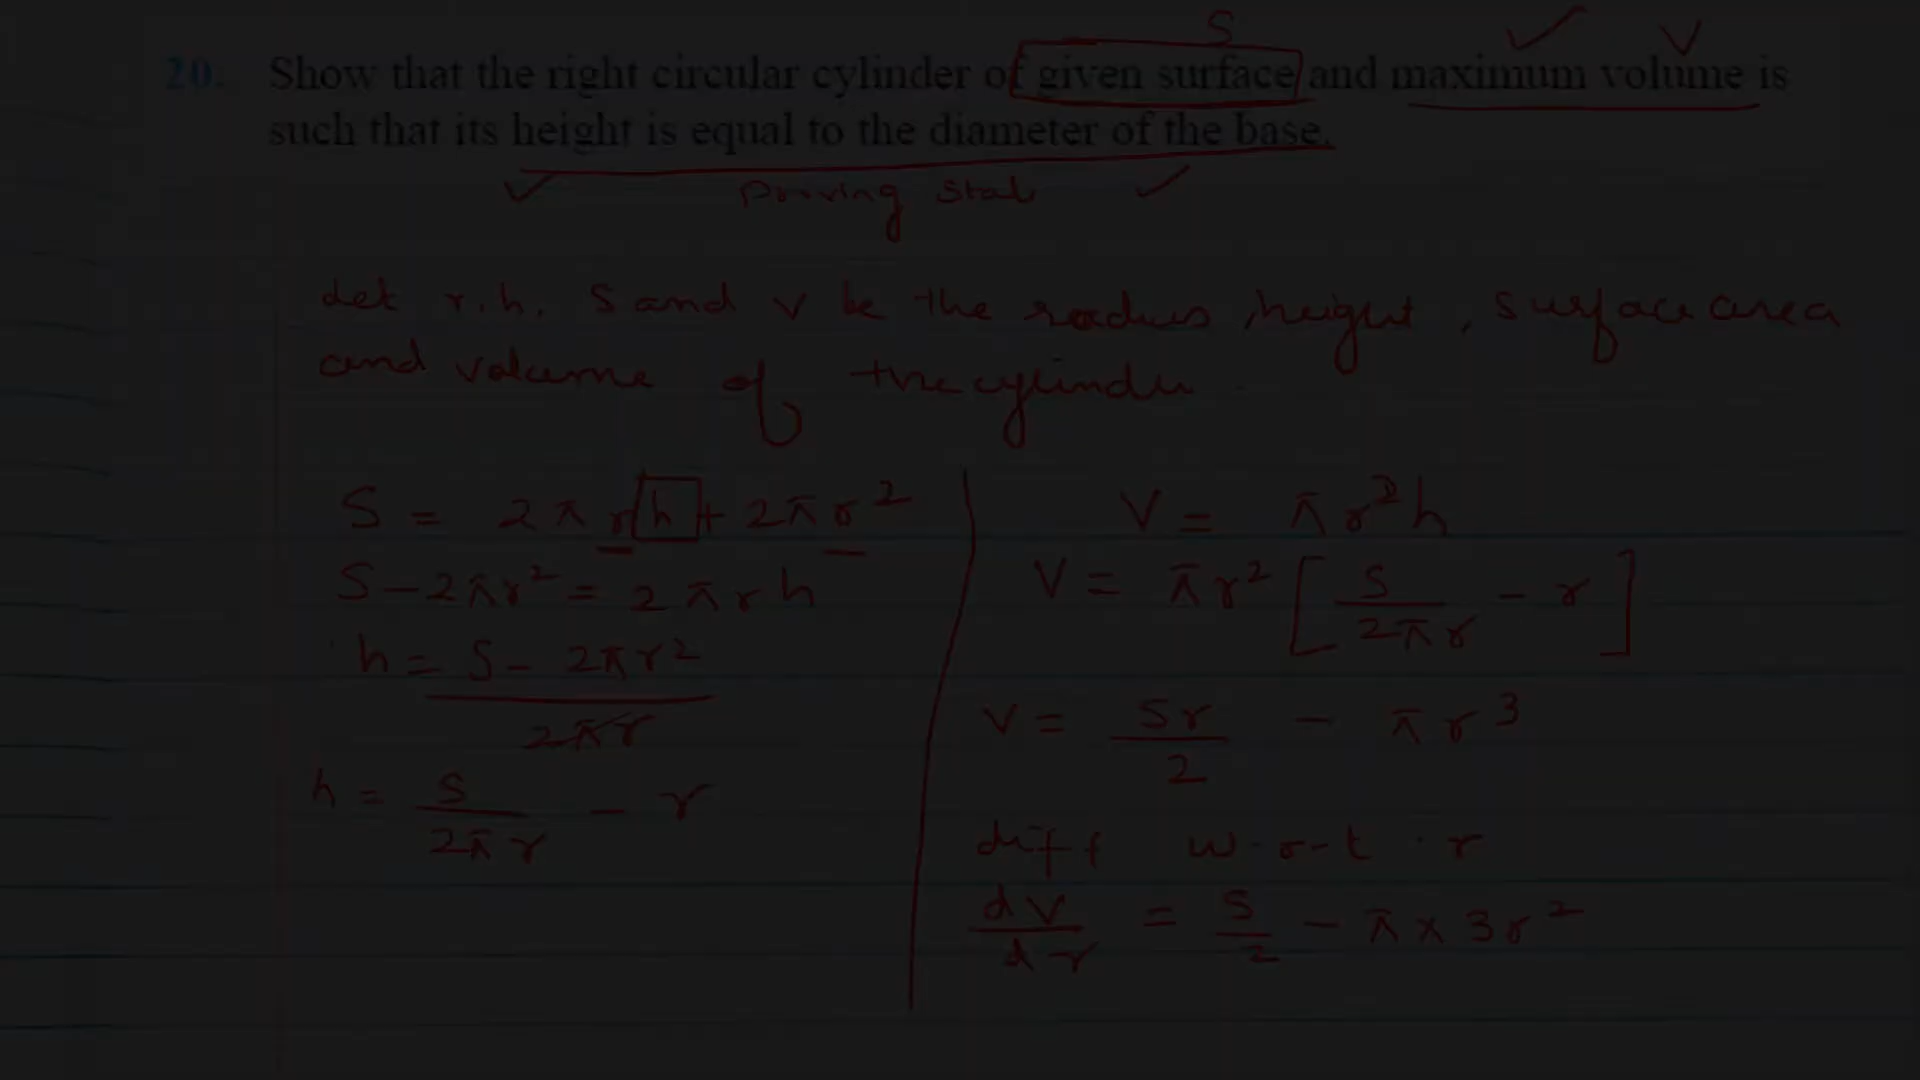 S ✓ V
20. Show that the right circular cylinder of given surface and maximum volume is
such that its height is equal to the diameter of the base.
✓ proving ✓
Let r.h. S and V be the radius, height, surface area
and volume of the cylinder.
S = 2πrh + 2πr²
S - 2πr² = 2πrh
h = S - 2πr² / 2πr
h = S/2πr - r
V = πr²h
V = πr² [S/2πr - r]
V = Sr/2 - πr³
diff w.r.t. r
dV/dr = S/2 - π × 3r²